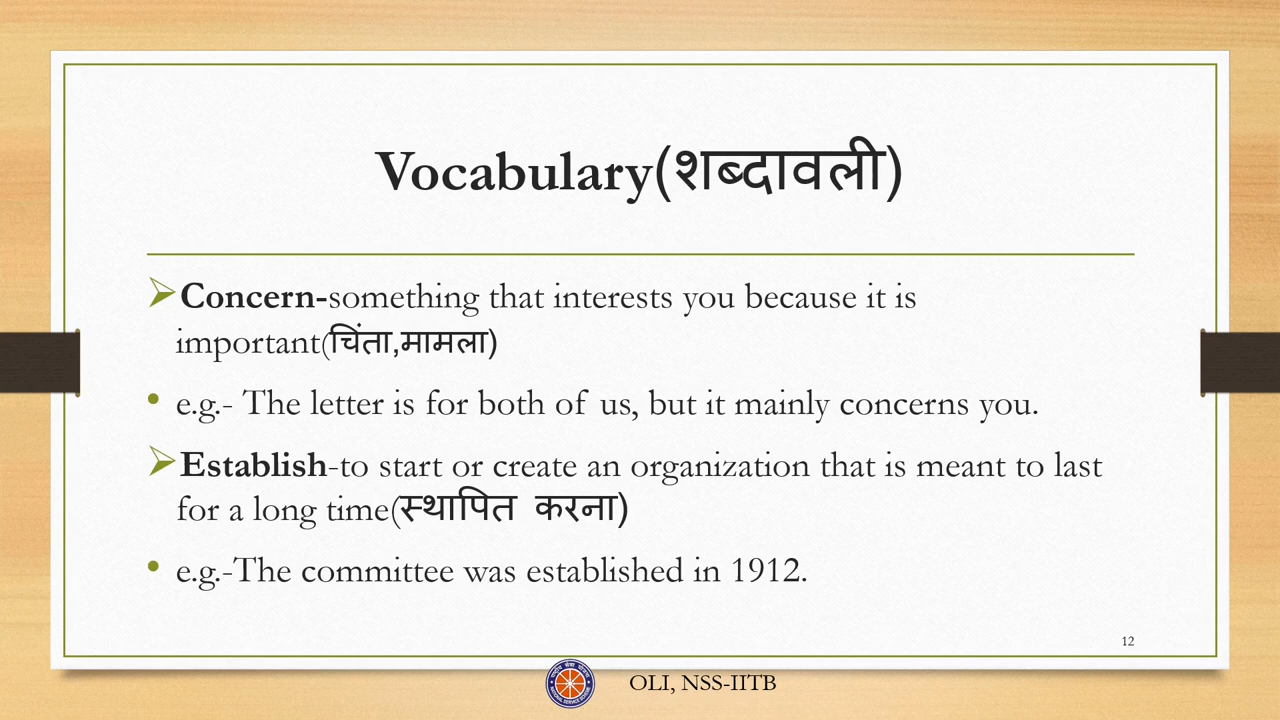 Vocabulary(शब्दावली)
➢Concern-something that interests you because it is
important(चिंता,मामला)
• e.g.- The letter is for both of us, but it mainly concerns you.
➢Establish-to start or create an organization that is meant to last
for a long time(स्थापित करना)
• e.g.-The committee was established in 1912.
12
OLI, NSS-IITB